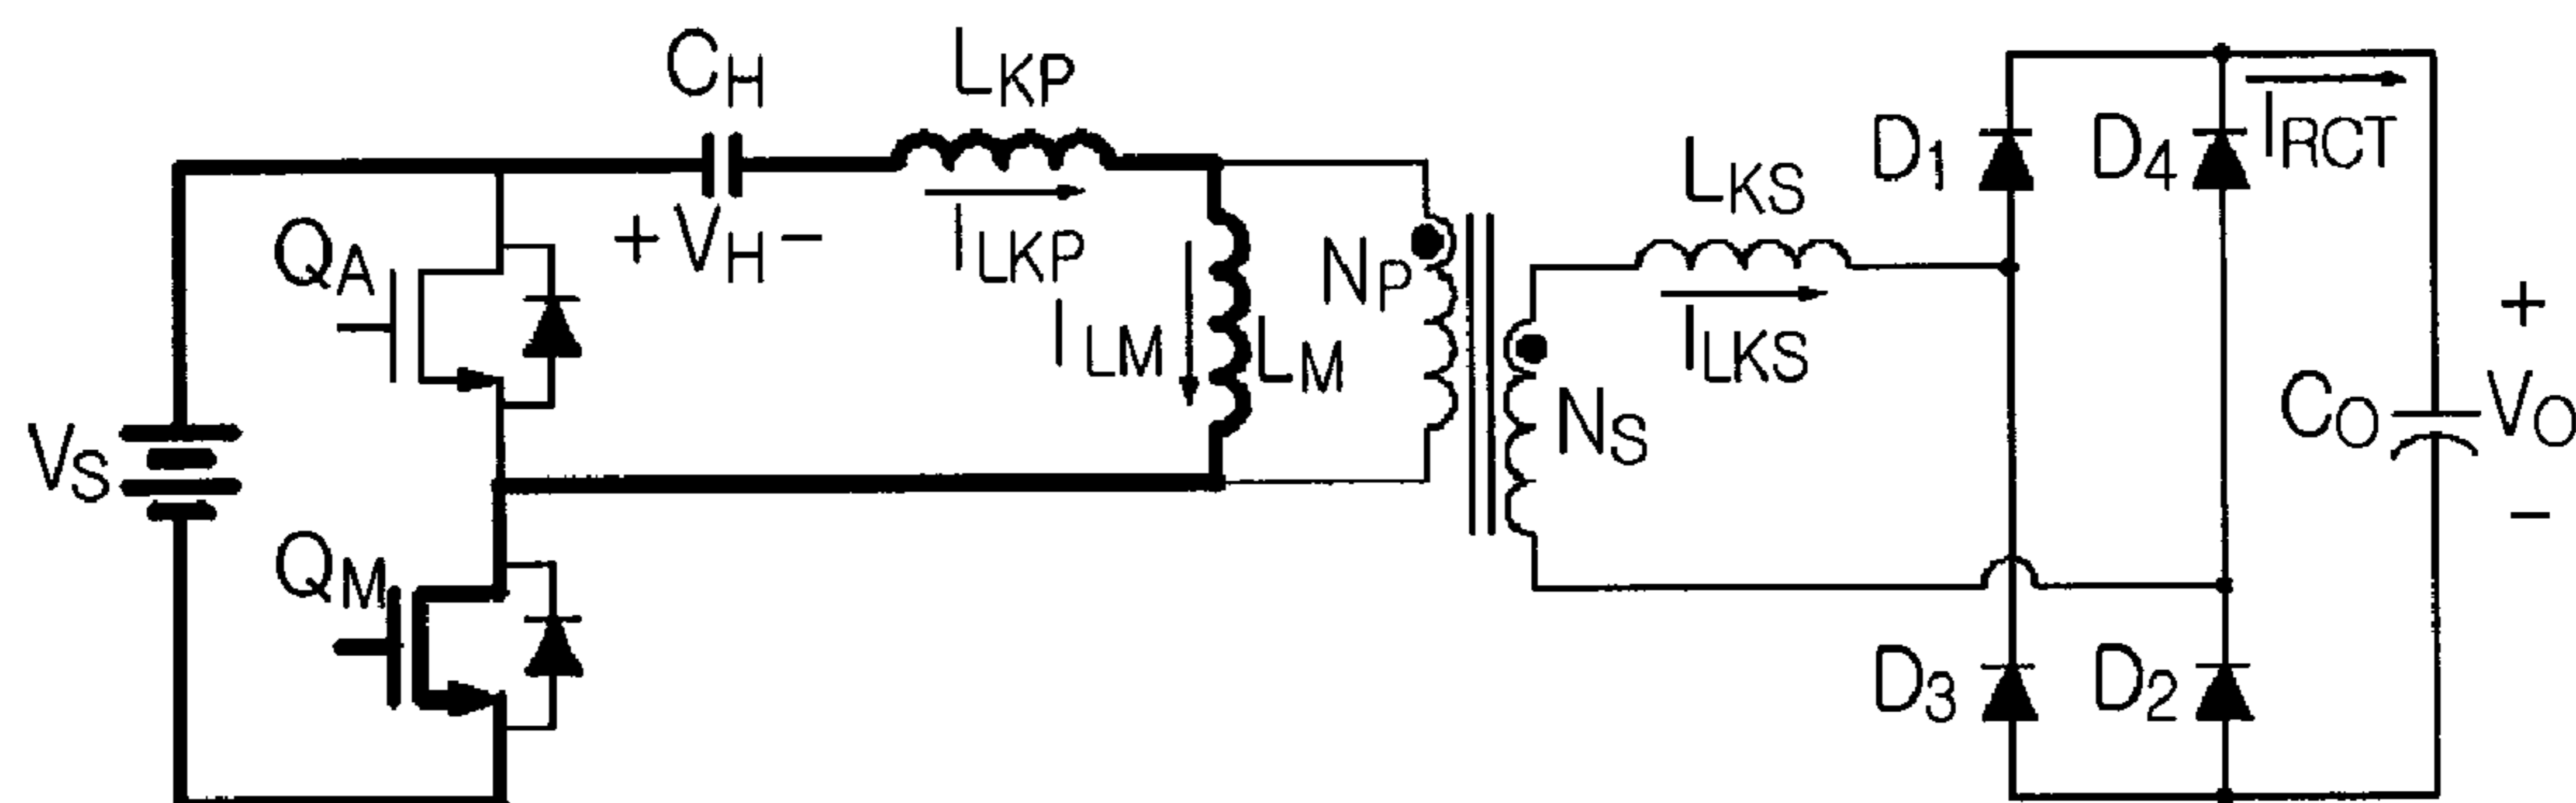 CH
LKP
QA
+ VH −
ILKP
ILM
LM
NP
NS
LKS
ILKS
D1
D4
IRCT
VS
QM
CO
+
VO
−
D3
D2